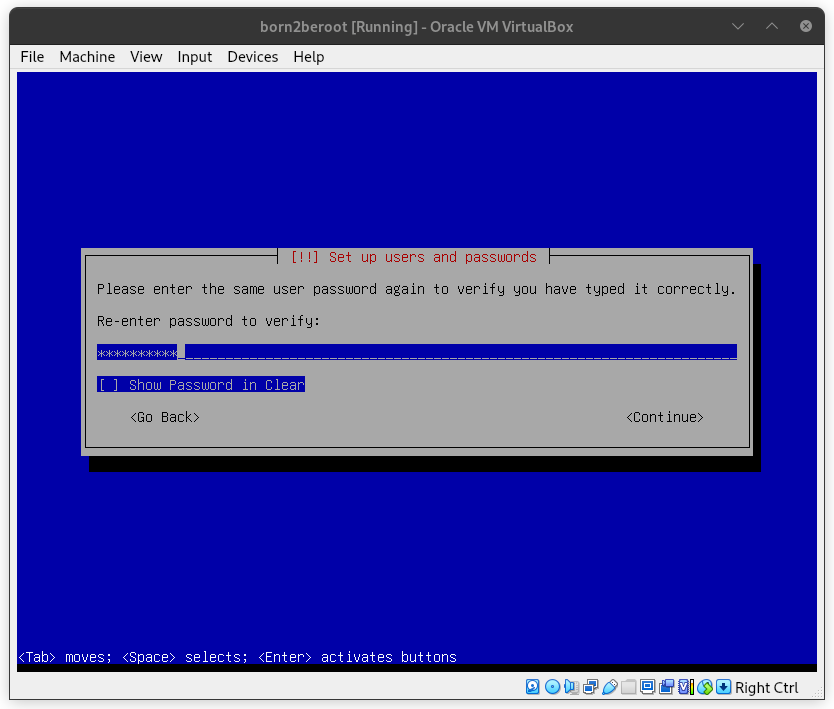 born2beroot [Running] - Oracle VM VirtualBox
File Machine View Input Devices Help
[!!] Set up users and passwords
Please enter the same user password again to verify you have typed it correctly.
Re-enter password to verify:
**********
[ ] Show Password in Clear
<Go Back> <Continue>
<Tab> moves; <Space> selects; <Enter> activates buttons
Right Ctrl